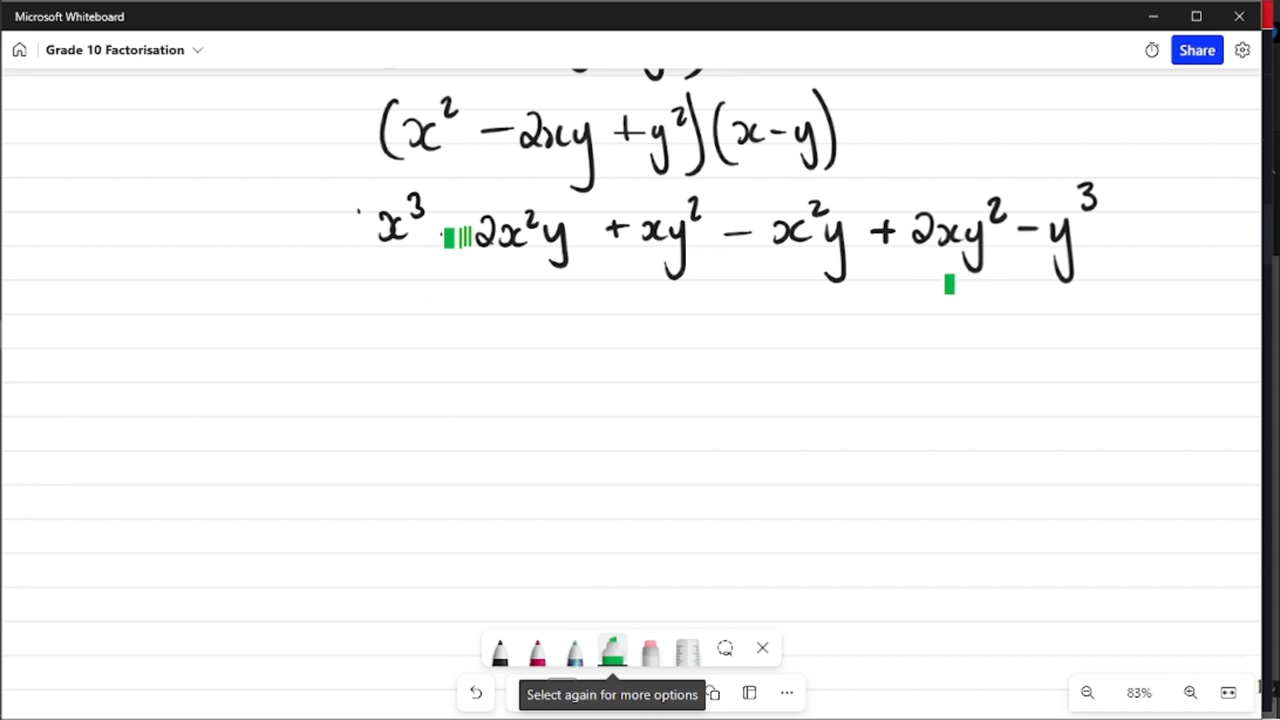 Microsoft Whiteboard
Grade 10 Factorisation
Share
(x² - 2xy + y²)(x - y)
x³ 2x²y + xy² - x²y + 2xy² - y³
Select again for more options
83%